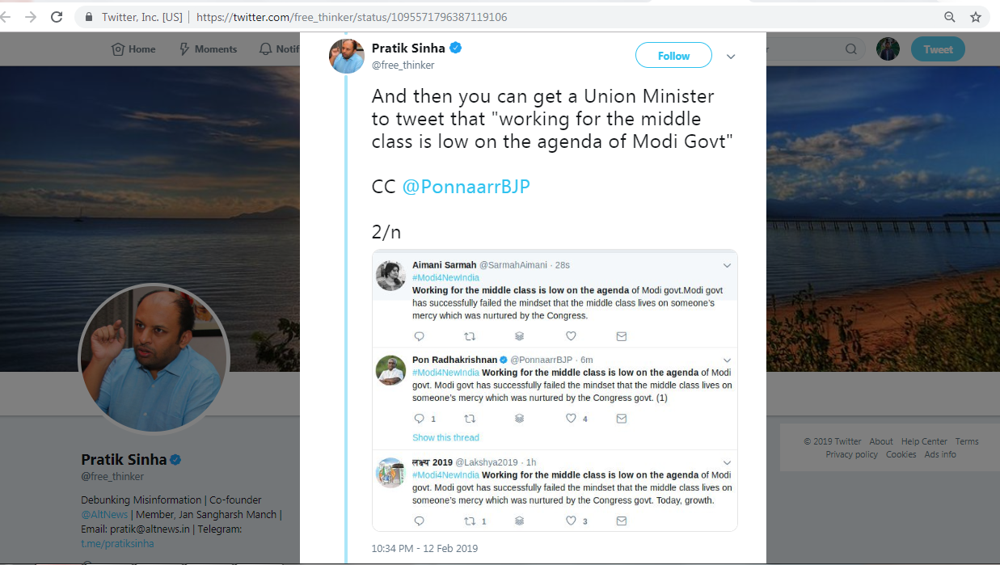 Twitter, Inc. [US]
https://twitter.com/free_thinker/status/1095571796387119106
Home
Moments
Notif
Tweet
Pratik Sinha
@free_thinker
Follow
And then you can get a Union Minister
to tweet that "working for the middle
class is low on the agenda of Modi Govt"
CC @PonnaarrBJP
2/n
Aimani Sarmah @SarmahAimani · 28s
#Modi4NewIndia
Working for the middle class is low on the agenda of Modi govt.Modi govt
has successfully failed the mindset that the middle class lives on someone's
mercy which was nurtured by the Congress.
Pon Radhakrishnan @PonnaarrBJP · 6m
#Modi4NewIndia Working for the middle class is low on the agenda of Modi
govt. Modi govt has successfully failed the mindset that the middle class lives on
someone's mercy which was nurtured by the Congress govt. (1)
1
4
Show this thread
लक्ष्य 2019 @Lakshya2019 · 1h
#Modi4NewIndia Working for the middle class is low on the agenda of Modi
govt. Modi govt has successfully failed the mindset that the middle class lives on
someone's mercy which was nurtured by the Congress govt. Today, growth.
1
3
10:34 PM - 12 Feb 2019
Pratik Sinha
@free_thinker
Debunking Misinformation | Co-founder
@AltNews | Member, Jan Sangharsh Manch |
Email: pratik@altnews.in | Telegram:
t.me/pratiksinha
© 2019 Twitter About Help Center Terms
Privacy policy Cookies Ads info